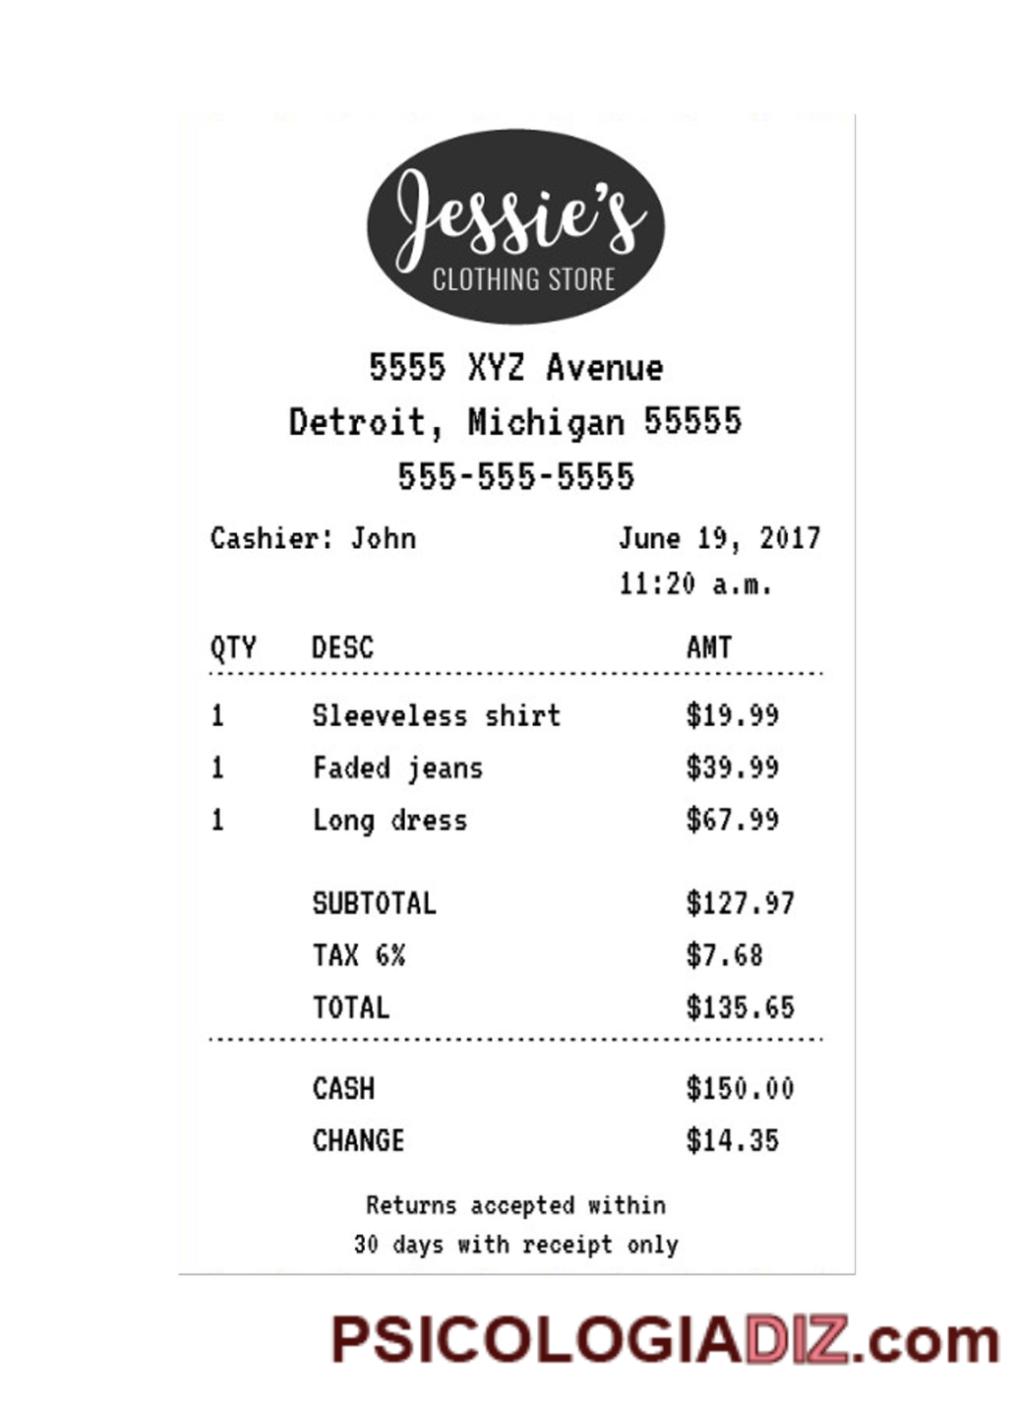 Jessie's
CLOTHING STORE
5555 XYZ Avenue
Detroit, Michigan 55555
555-555-5555
Cashier: John June 19, 2017
11:20 a.m.
QTY DESC AMT
1 Sleeveless shirt $19.99
1 Faded jeans $39.99
1 Long dress $67.99
SUBTOTAL $127.97
TAX 6% $7.68
TOTAL $135.65
CASH $150.00
CHANGE $14.35
Returns accepted within
30 days with receipt only
PSICOLOGIADIZ.com